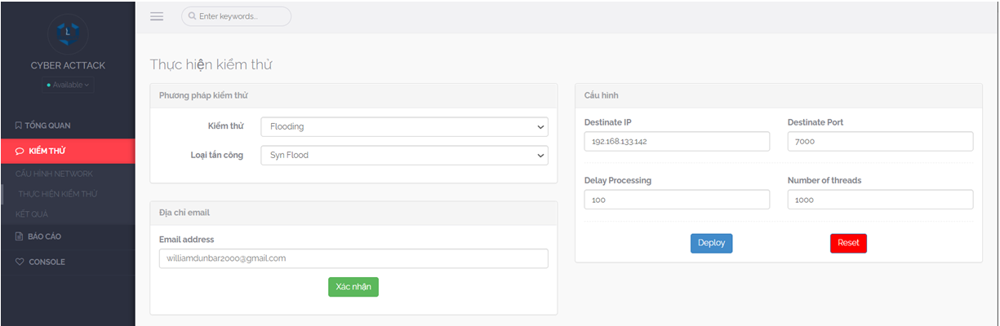 Enter keywords...
L
CYBER ACTTACK
Available
TỔNG QUAN
KIỂM THỬ
CẤU HÌNH NETWORK
THỰC HIỆN KIỂM THỬ
KẾT QUẢ
BÁO CÁO
CONSOLE
Thực hiện kiểm thử
Phương pháp kiểm thử
Kiểm thử Flooding
Loại tấn công Syn Flood
Địa chỉ email
Email address
williamdunbar2000@gmail.com
Xác nhận
Cấu hình
Destinate IP Destinate Port
192.168.133.142 7000
Delay Processing Number of threads
100 1000
Deploy Reset